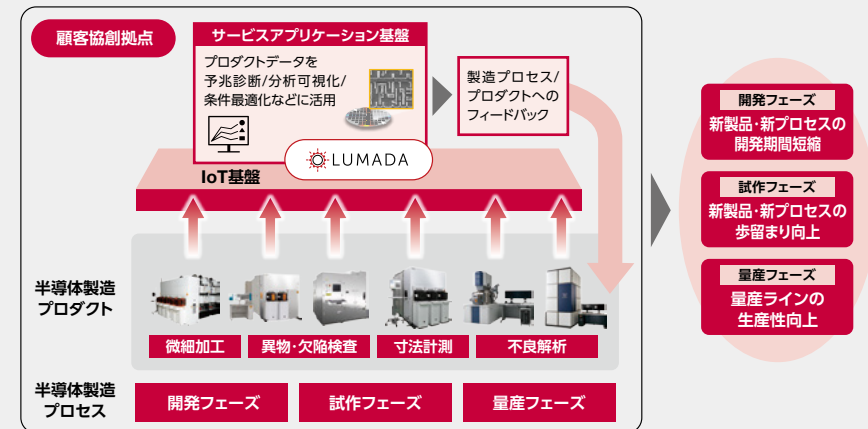 顧客協創拠点
サービスアプリケーション基盤
プロダクトデータを
予兆診断/分析可視化/
条件最適化などに活用
製造プロセス/
プロダクトへの
フィードバック
LUMADA
IoT基盤
半導体製造
プロダクト
微細加工
異物・欠陥検査
寸法計測
不良解析
半導体製造
プロセス
開発フェーズ
試作フェーズ
量産フェーズ
開発フェーズ
新製品・新プロセスの
開発期間短縮
試作フェーズ
新製品・新プロセスの
歩留まり向上
量産フェーズ
量産ラインの
生産性向上